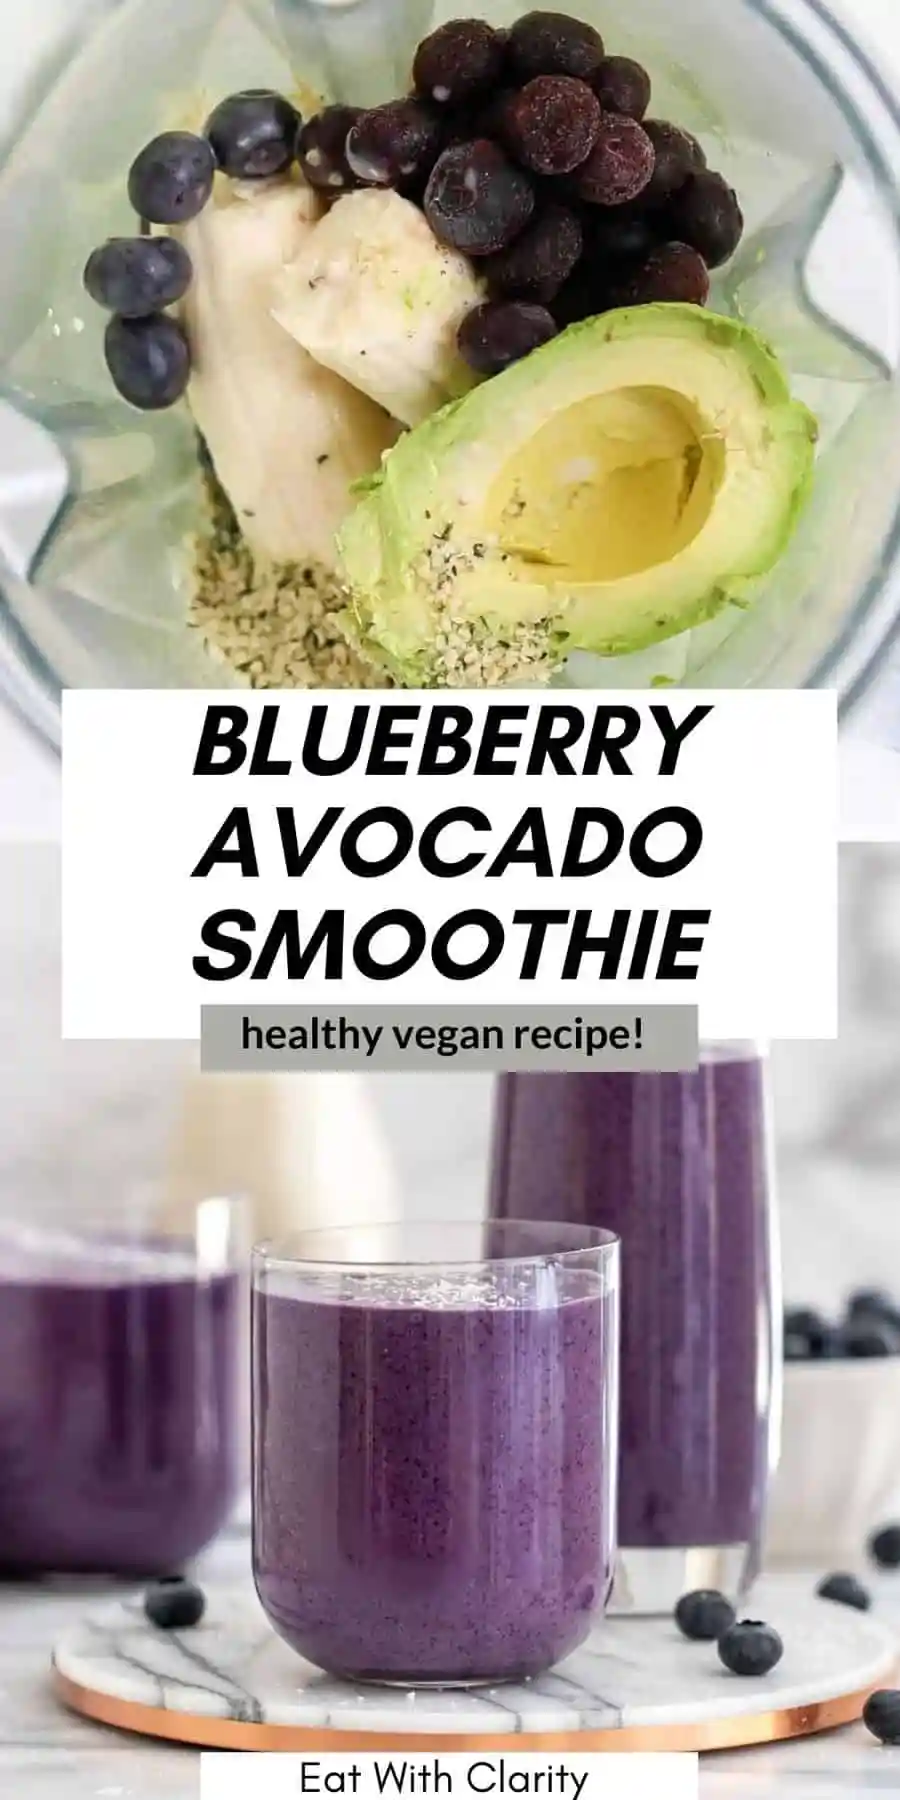 BLUEBERRY
AVOCADO
SMOOTHIE
healthy vegan recipe!
Eat With Clarity